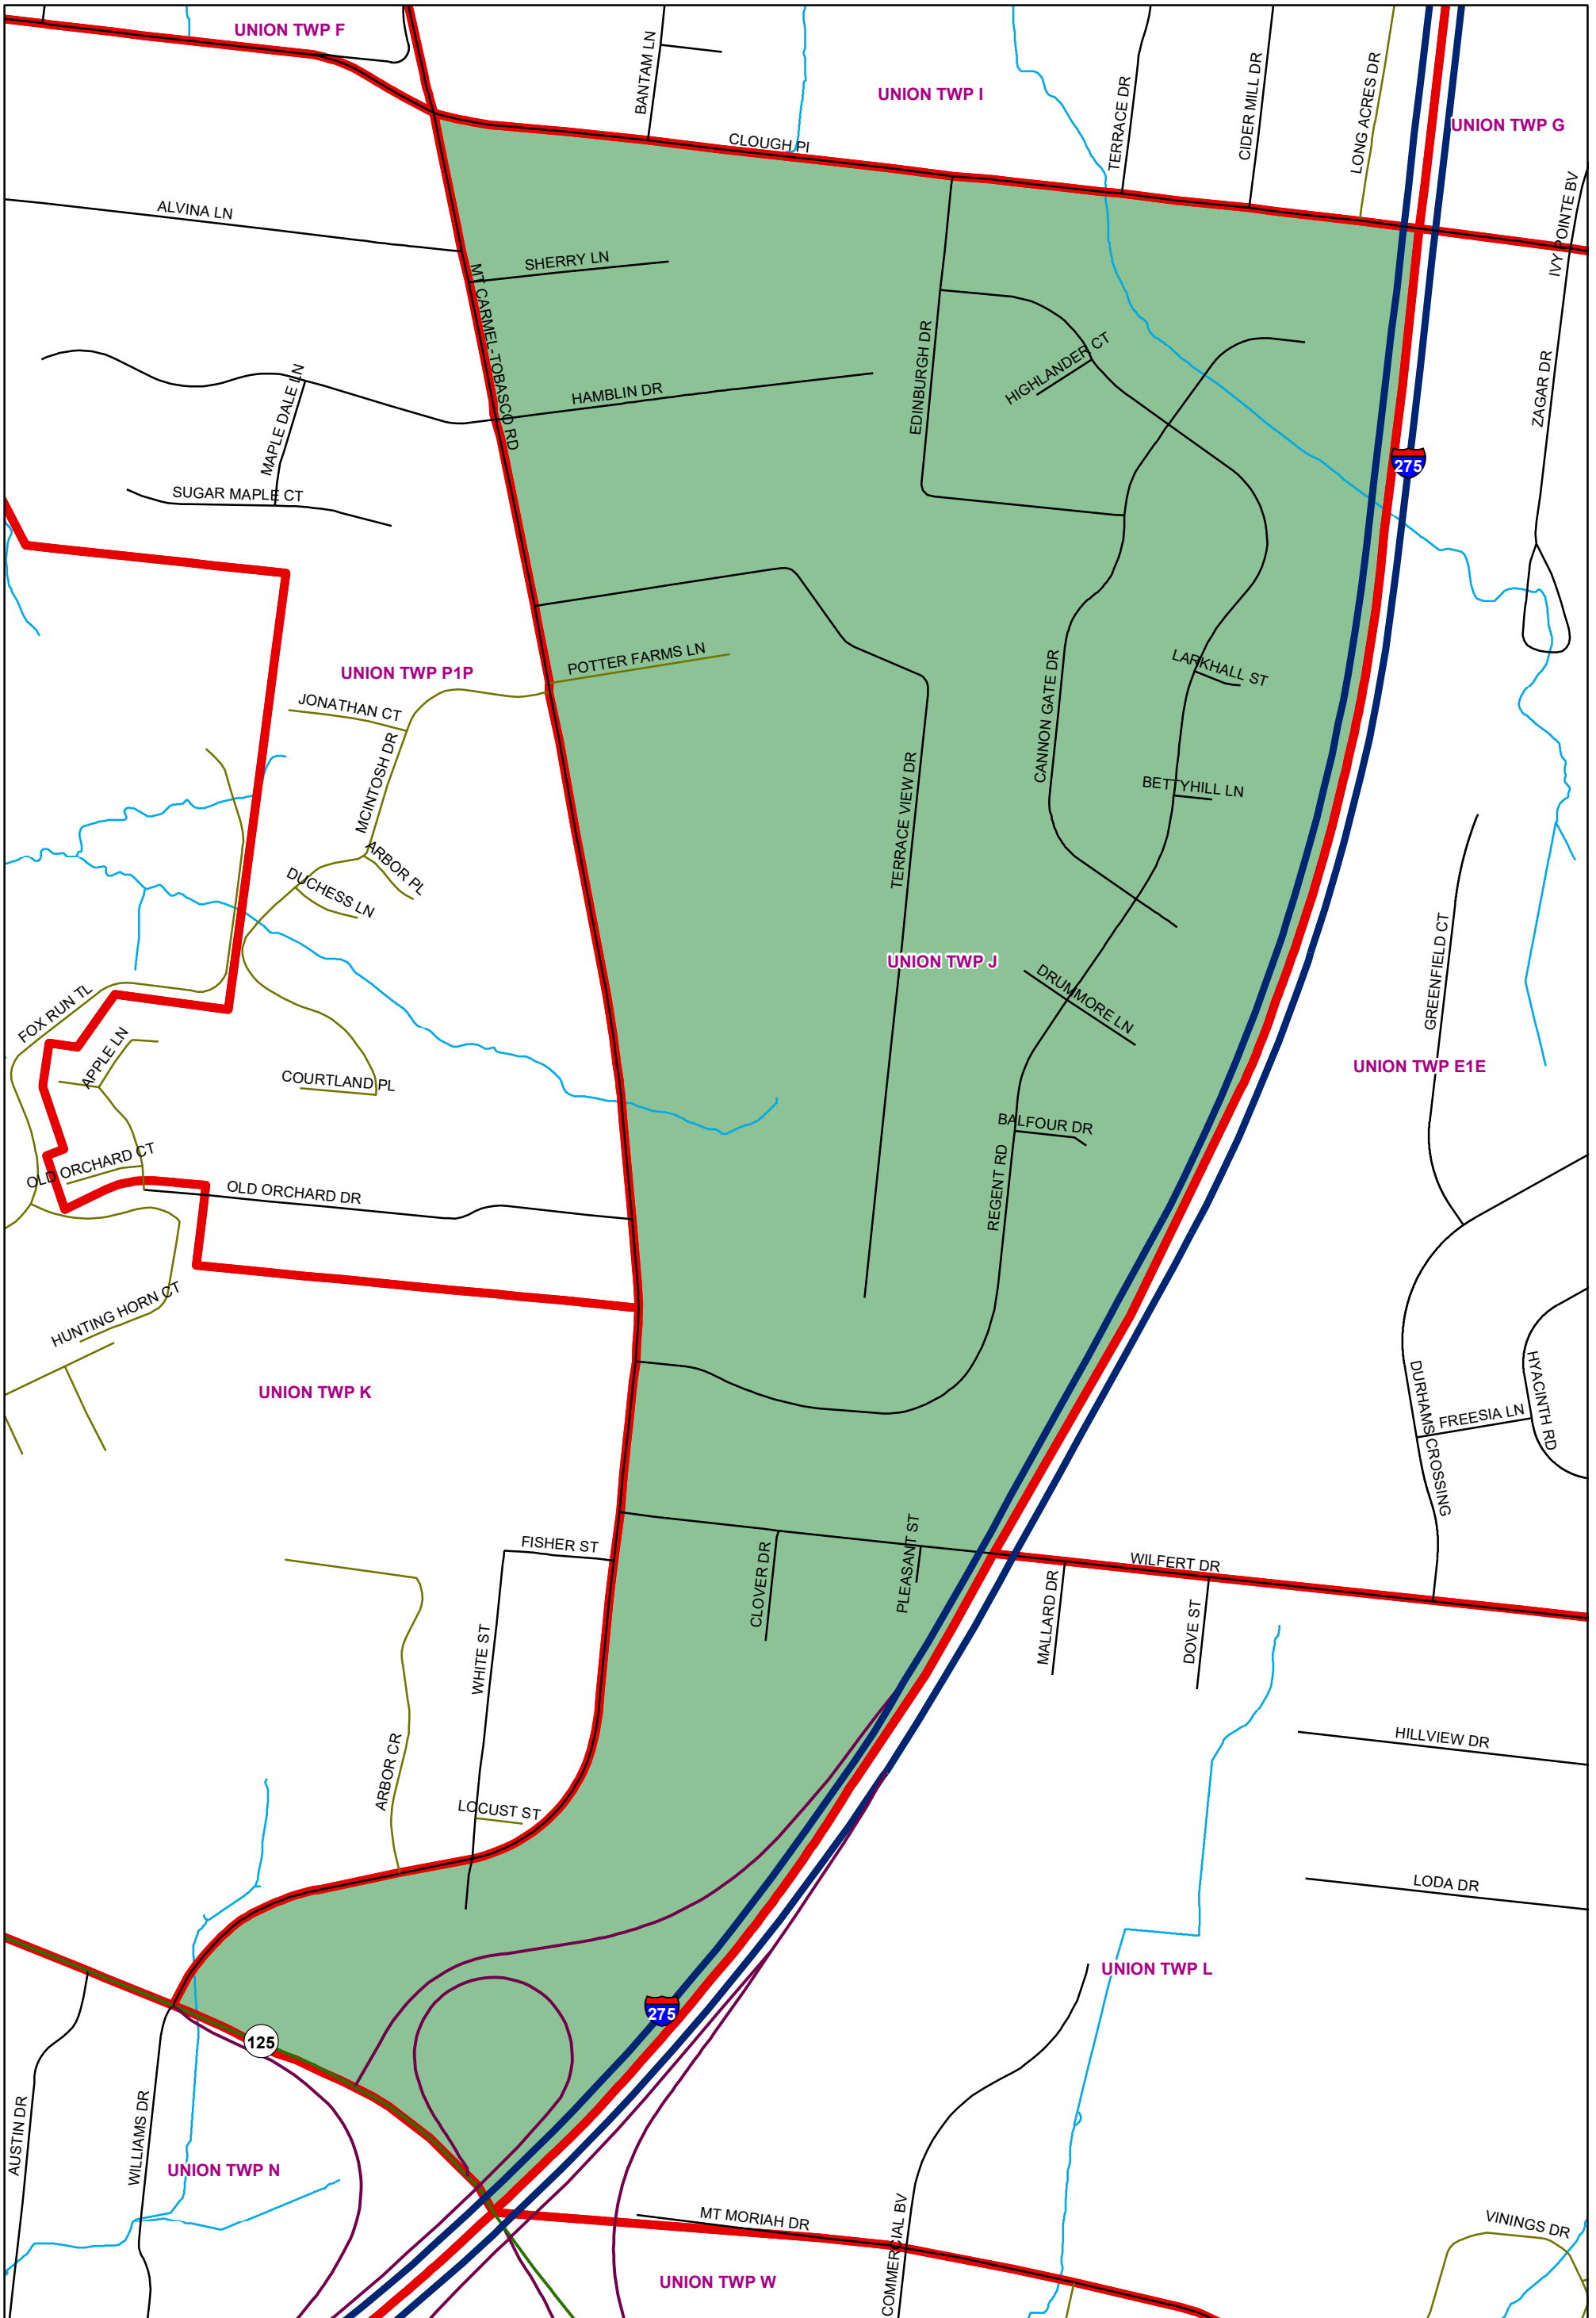 UNION TWP F
BANTAM LN
UNION TWP I
TERRACE DR
CIDER MILL DR
LONG ACRES DR
UNION TWP G
CLOUGH PI
IVY POINTE BV
ALVINA LN
SHERRY LN
MT CARMEL-TOBASCO RD
EDINBURGH DR
HIGHLANDER CT
HAMBLIN DR
MAPLE DALE LN
ZAGAR DR
275
SUGAR MAPLE CT
UNION TWP P1P
POTTER FARMS LN
LARKHALL ST
JONATHAN CT
CANNON GATE DR
MCINTOSH DR
TERRACE VIEW DR
BETTYHILL LN
ARBOR PL
DUCHESS LN
GREENFIELD CT
UNION TWP J
DRUMMORE LN
FOX RUN TL
APPLE LN
COURTLAND PL
UNION TWP E1E
BALFOUR DR
OLD ORCHARD CT
OLD ORCHARD DR
REGENT RD
HUNTING HORN CT
UNION TWP K
DURHAMS CROSSING
HYACINTH RD
FREESIA LN
FISHER ST
CLOVER DR
PLEASANT ST
WILFERT DR
MALLARD DR
DOVE ST
WHITE ST
HILLVIEW DR
ARBOR CR
LOCUST ST
LODA DR
UNION TWP L
275
125
AUSTIN DR
WILLIAMS DR
UNION TWP N
MT MORIAH DR
COMMERCIAL BV
VININGS DR
UNION TWP W